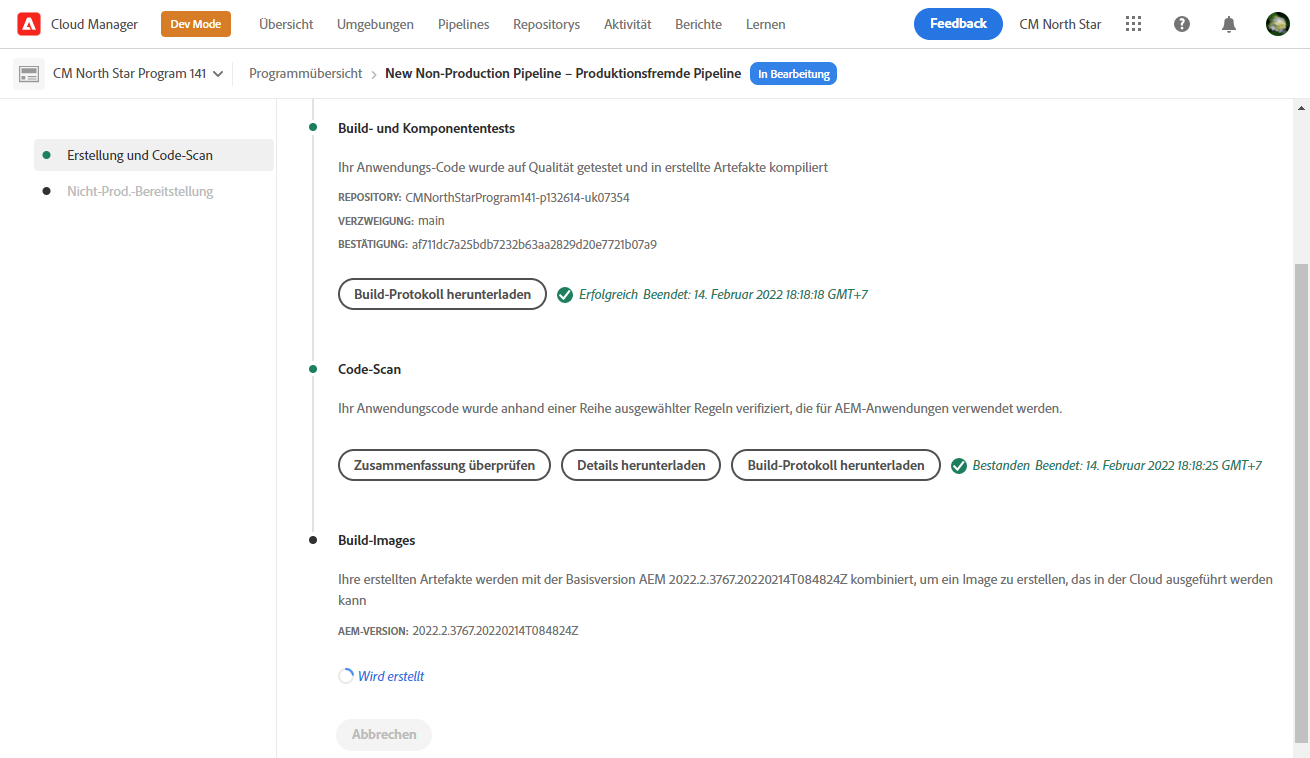 Cloud Manager Dev Mode Übersicht Umgebungen Pipelines Repositorys Aktivität Berichte Lernen Feedback CM North Star
CM North Star Program 141 Programmübersicht New Non-Production Pipeline – Produktionsfremde Pipeline In Bearbeitung
Erstellung und Code-Scan
Nicht-Prod.-Bereitstellung
Build- und Komponententests
Ihr Anwendungs-Code wurde auf Qualität getestet und in erstellte Artefakte kompiliert
REPOSITORY: CMNorthStarProgram141-p132614-uk07354
VERZWEIGUNG: main
BESTÄTIGUNG: af711dc7a25bdb7232b63aa2829d20e7721b07a9
Build-Protokoll herunterladen Erfolgreich Beendet: 14. Februar 2022 18:18:18 GMT+7
Code-Scan
Ihr Anwendungscode wurde anhand einer Reihe ausgewählter Regeln verifiziert, die für AEM-Anwendungen verwendet werden.
Zusammenfassung überprüfen Details herunterladen Build-Protokoll herunterladen Bestanden Beendet: 14. Februar 2022 18:18:25 GMT+7
Build-Images
Ihre erstellten Artefakte werden mit der Basisversion AEM 2022.2.3767.20220214T084824Z kombiniert, um ein Image zu erstellen, das in der Cloud ausgeführt werden
kann
AEM-VERSION: 2022.2.3767.20220214T084824Z
Wird erstellt
Abbrechen